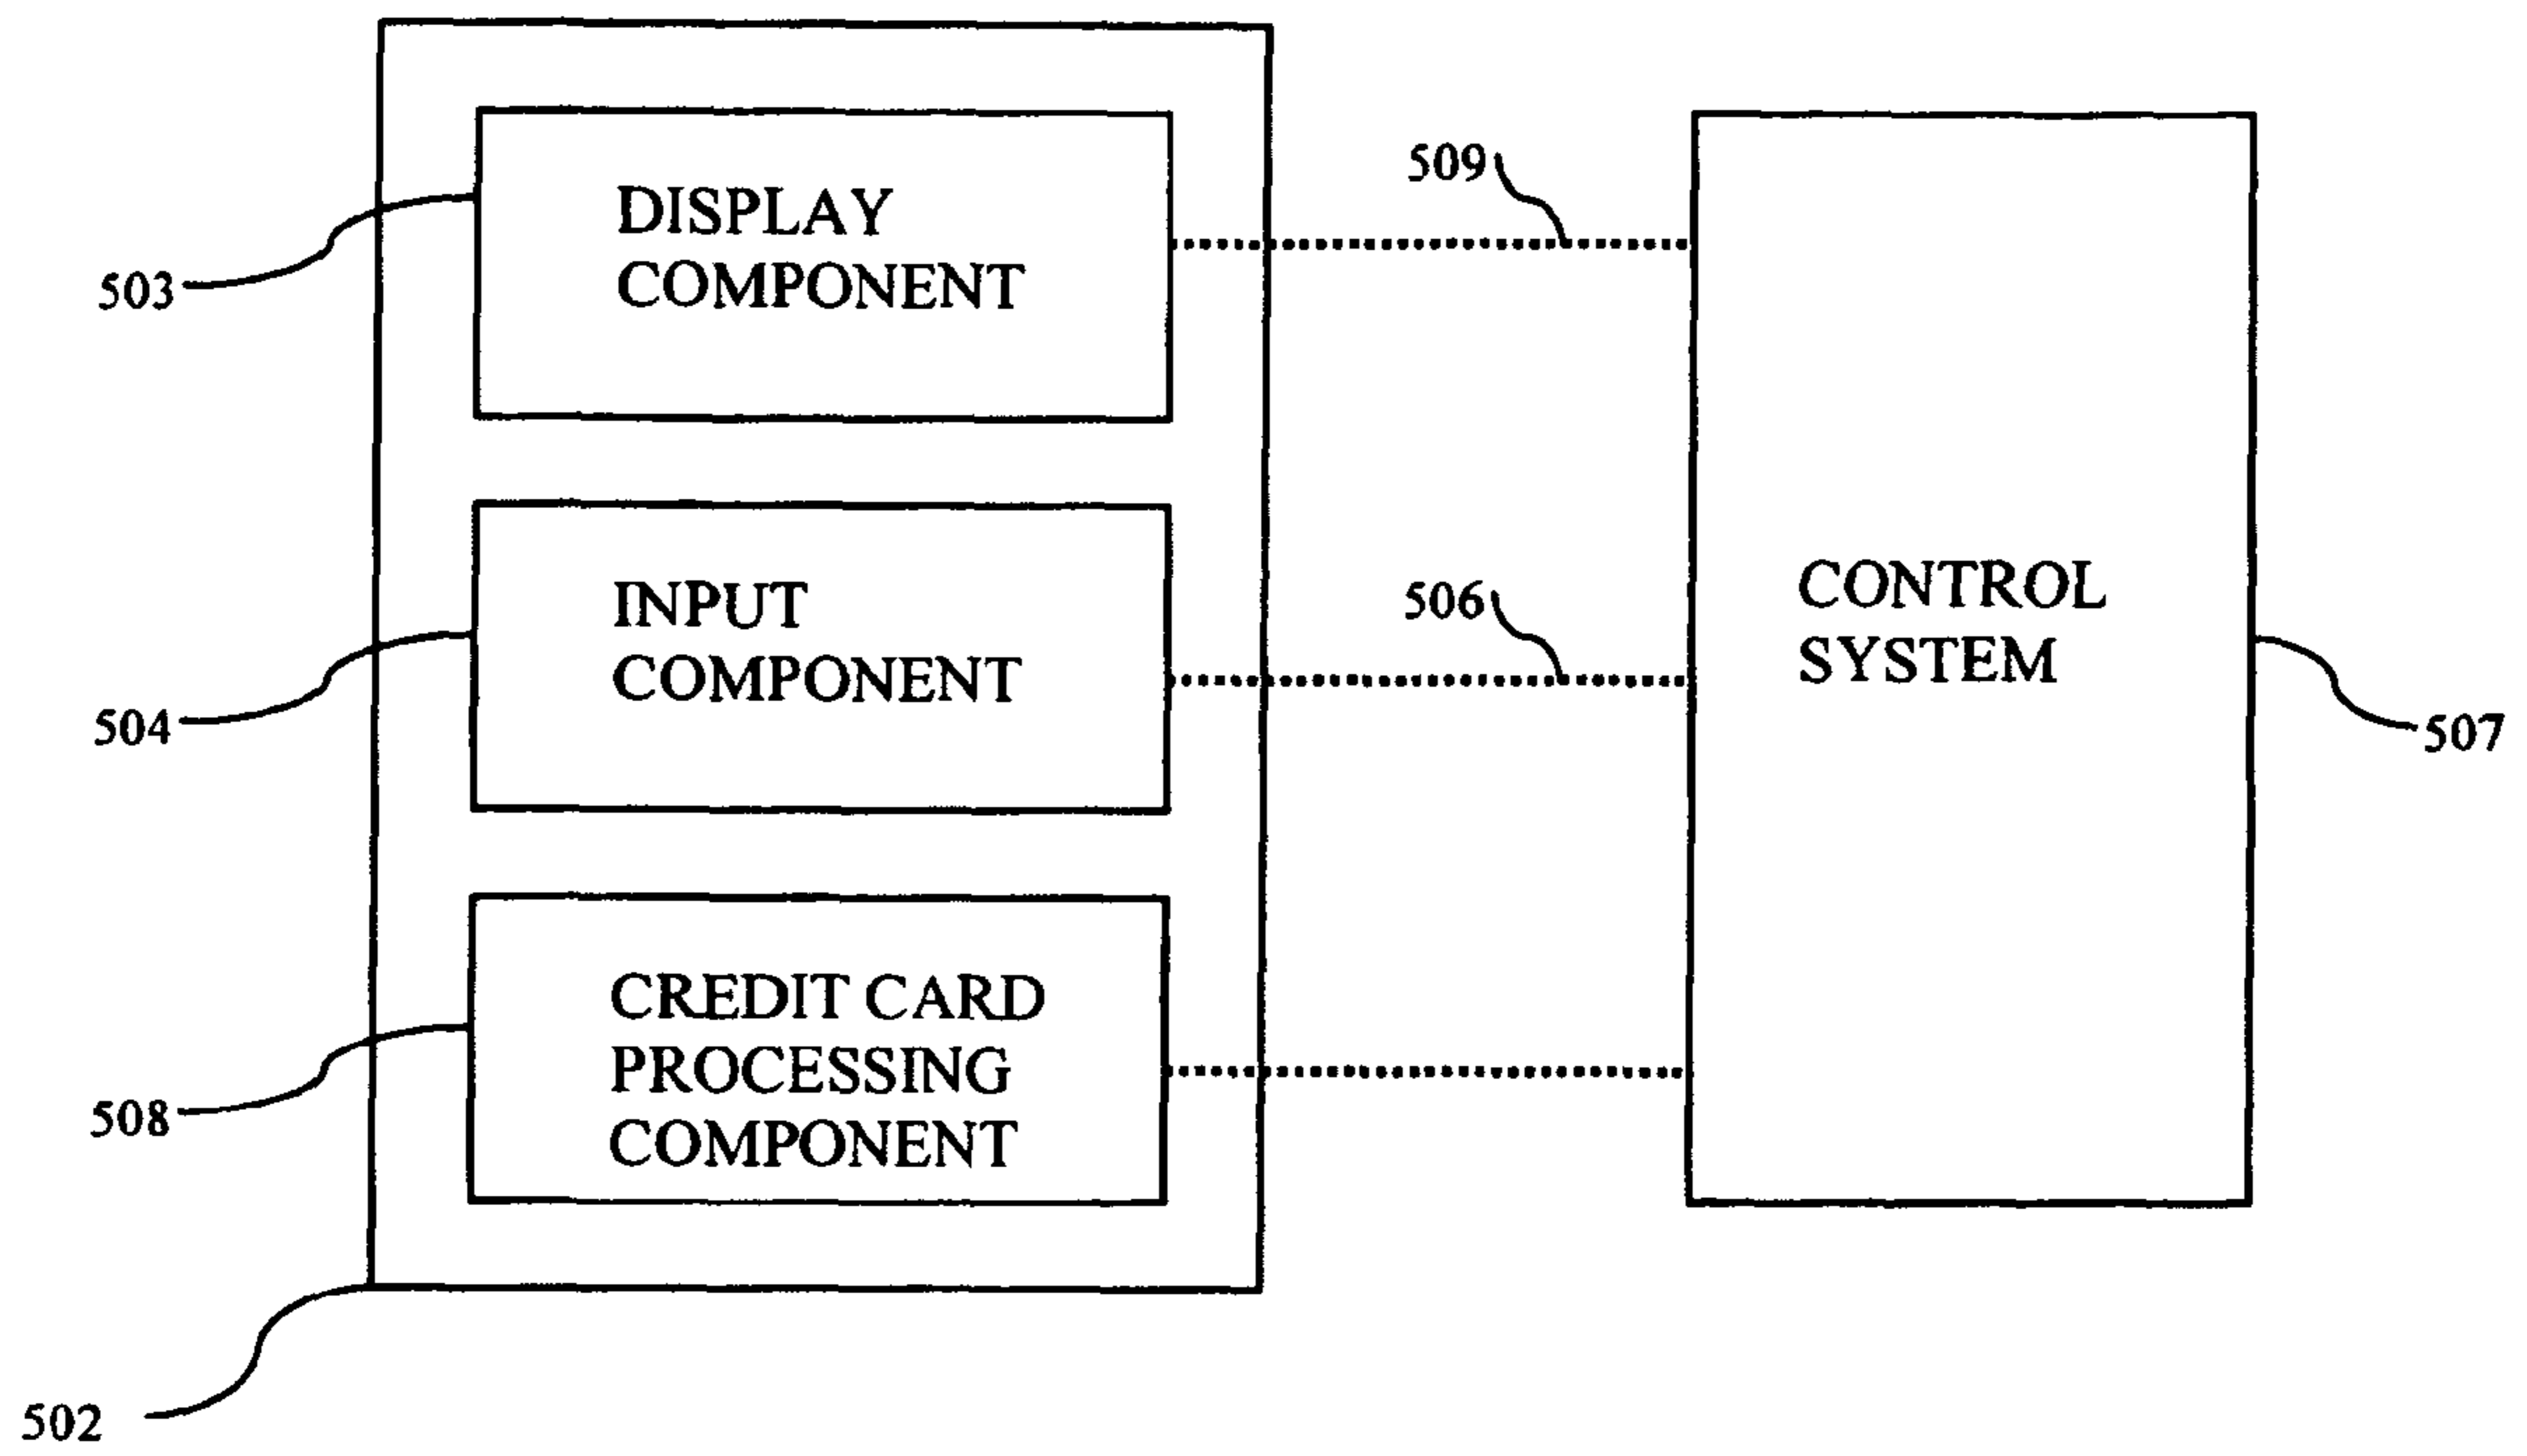 DISPLAY
COMPONENT
503
509
INPUT
COMPONENT
504
506
CONTROL
SYSTEM
507
CREDIT CARD
PROCESSING
COMPONENT
508
502